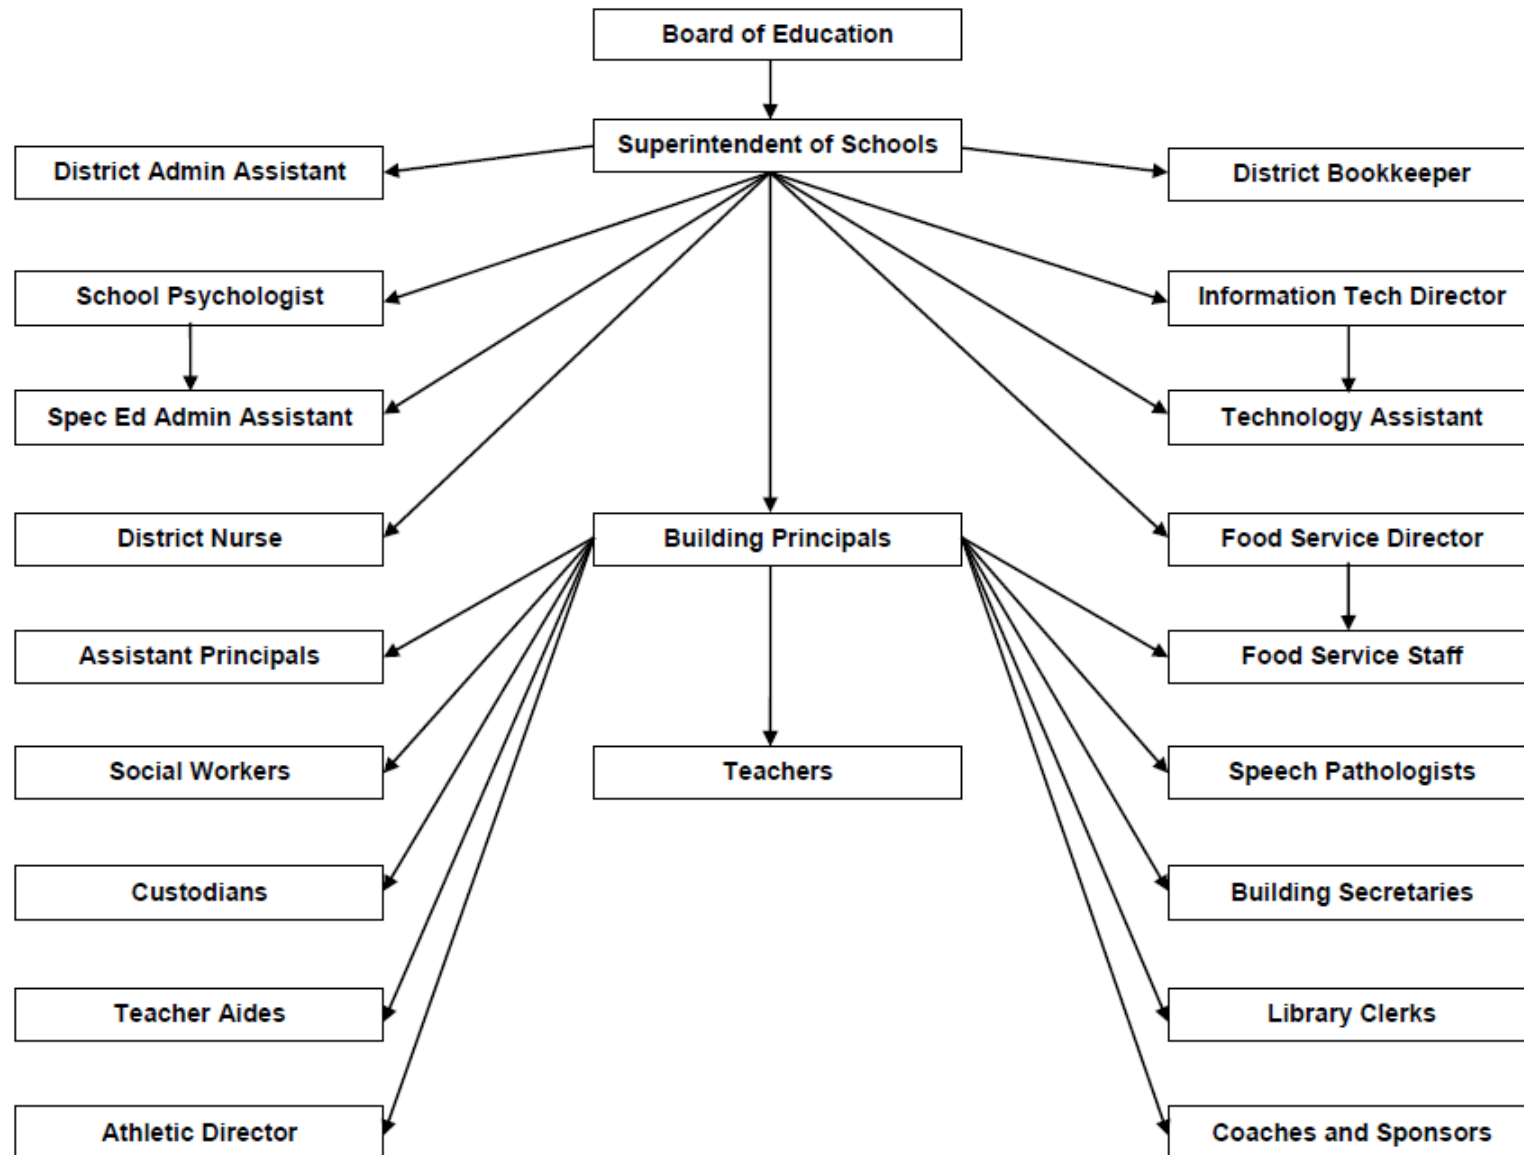 Board of Education
Superintendent of Schools
District Admin Assistant
District Bookkeeper
School Psychologist
Information Tech Director
Spec Ed Admin Assistant
Technology Assistant
District Nurse
Building Principals
Food Service Director
Assistant Principals
Food Service Staff
Social Workers
Teachers
Speech Pathologists
Custodians
Building Secretaries
Teacher Aides
Library Clerks
Athletic Director
Coaches and Sponsors